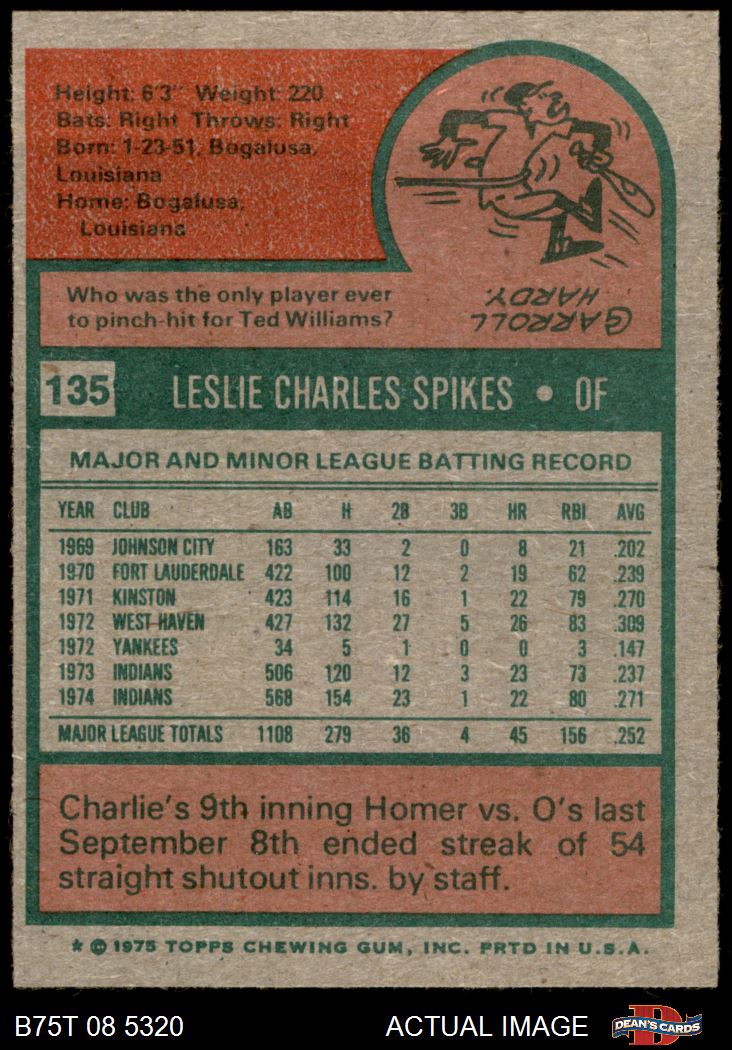 Height: 6'3" Weight: 220
Bats: Right Throws: Right
Born: 1-23-51, Bogalusa,
Louisiana
Home: Bogalusa,
Louisiana
Who was the only player ever
to pinch-hit for Ted Williams?
GARROLL
HARDY.
135 LESLIE CHARLES SPIKES • OF
MAJOR AND MINOR LEAGUE BATTING RECORD
YEAR CLUB AB H 2B 3B HR RBI AVG
1969 JOHNSON CITY 163 33 2 0 8 21 .202
1970 FORT LAUDERDALE 422 100 12 2 19 62 .239
1971 KINSTON 423 114 16 1 22 79 .270
1972 WEST HAVEN 427 132 27 5 26 83 .309
1972 YANKEES 34 5 1 0 0 3 .147
1973 INDIANS 506 120 12 3 23 73 .237
1974 INDIANS 568 154 23 1 22 80 .271
MAJOR LEAGUE TOTALS 1108 279 36 4 45 156 .252
Charlie's 9th inning Homer vs. O's last
September 8th ended streak of 54
straight shutout inns. by staff.
* © 1975 TOPPS CHEWING GUM, INC. PRTD IN U.S.A.
B75T 08 5320 ACTUAL IMAGE D DEAN'S CARDS